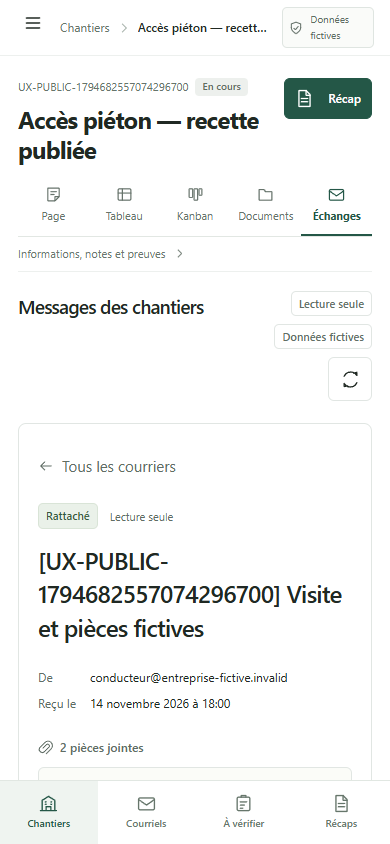 Chantiers
Accès piéton — recett...
Données
fictives
UX-PUBLIC-1794682557074296700
En cours
Récap
Accès piéton — recette
publiée
Page
Tableau
Kanban
Documents
Échanges
Informations, notes et preuves
Messages des chantiers
Lecture seule
Données fictives
Tous les courriers
Rattaché
Lecture seule
[UX-PUBLIC-
1794682557074296700] Visite
et pièces fictives
De conducteur@entreprise-fictive.invalid
Reçu le 14 novembre 2026 à 18:00
2 pièces jointes
Chantiers
Courriels
À vérifier
Récaps